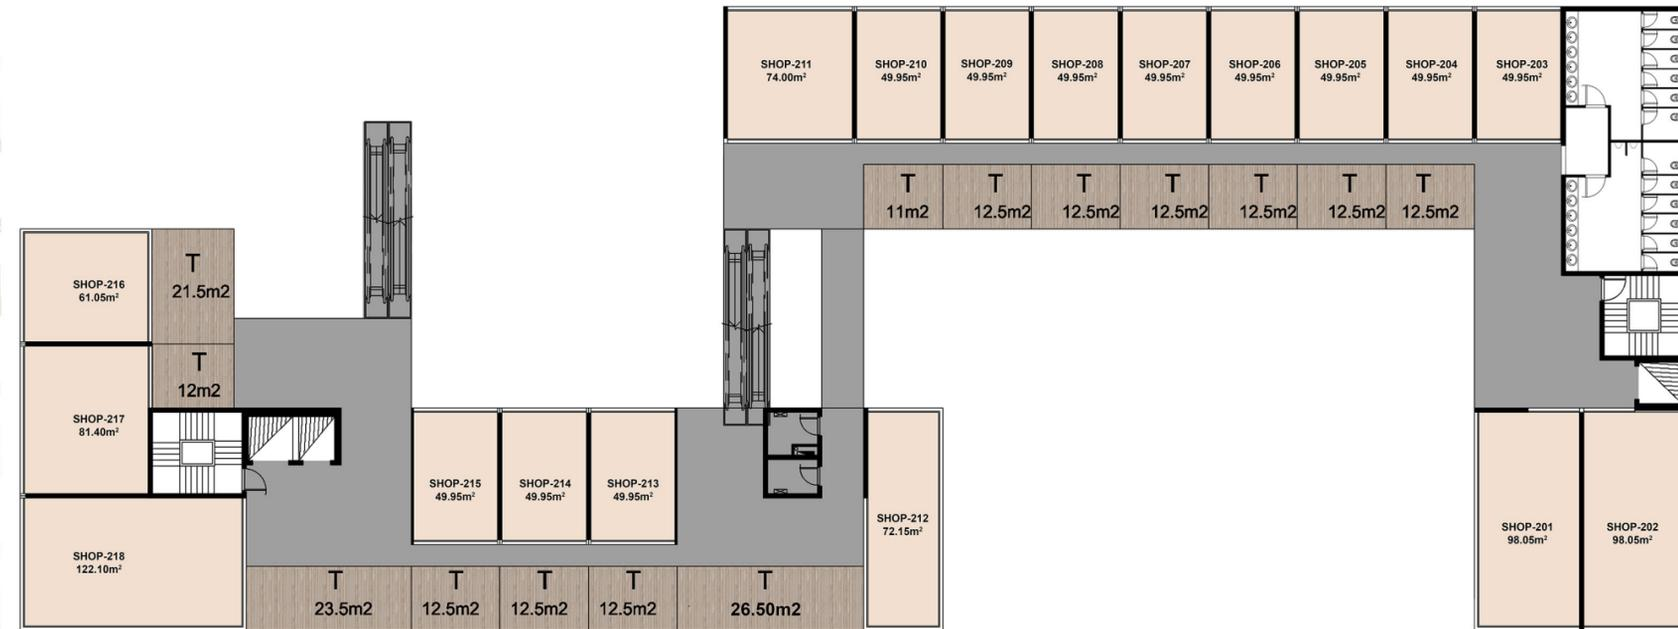 SHOP-211
74.00m²
SHOP-210
49.95m²
SHOP-209
49.95m²
SHOP-208
49.95m²
SHOP-207
49.95m²
SHOP-206
49.95m²
SHOP-205
49.95m²
SHOP-204
49.95m²
SHOP-203
49.95m²
T
11m2
T
12.5m2
T
12.5m2
T
12.5m2
T
12.5m2
T
12.5m2
T
12.5m2
SHOP-216
61.05m²
T
21.5m2
T
12m2
SHOP-217
81.40m²
SHOP-215
49.95m²
SHOP-214
49.95m²
SHOP-213
49.95m²
SHOP-212
72.15m²
SHOP-201
98.05m²
SHOP-202
98.05m²
SHOP-218
122.10m²
T
23.5m2
T
12.5m2
T
12.5m2
T
12.5m2
T
26.50m2